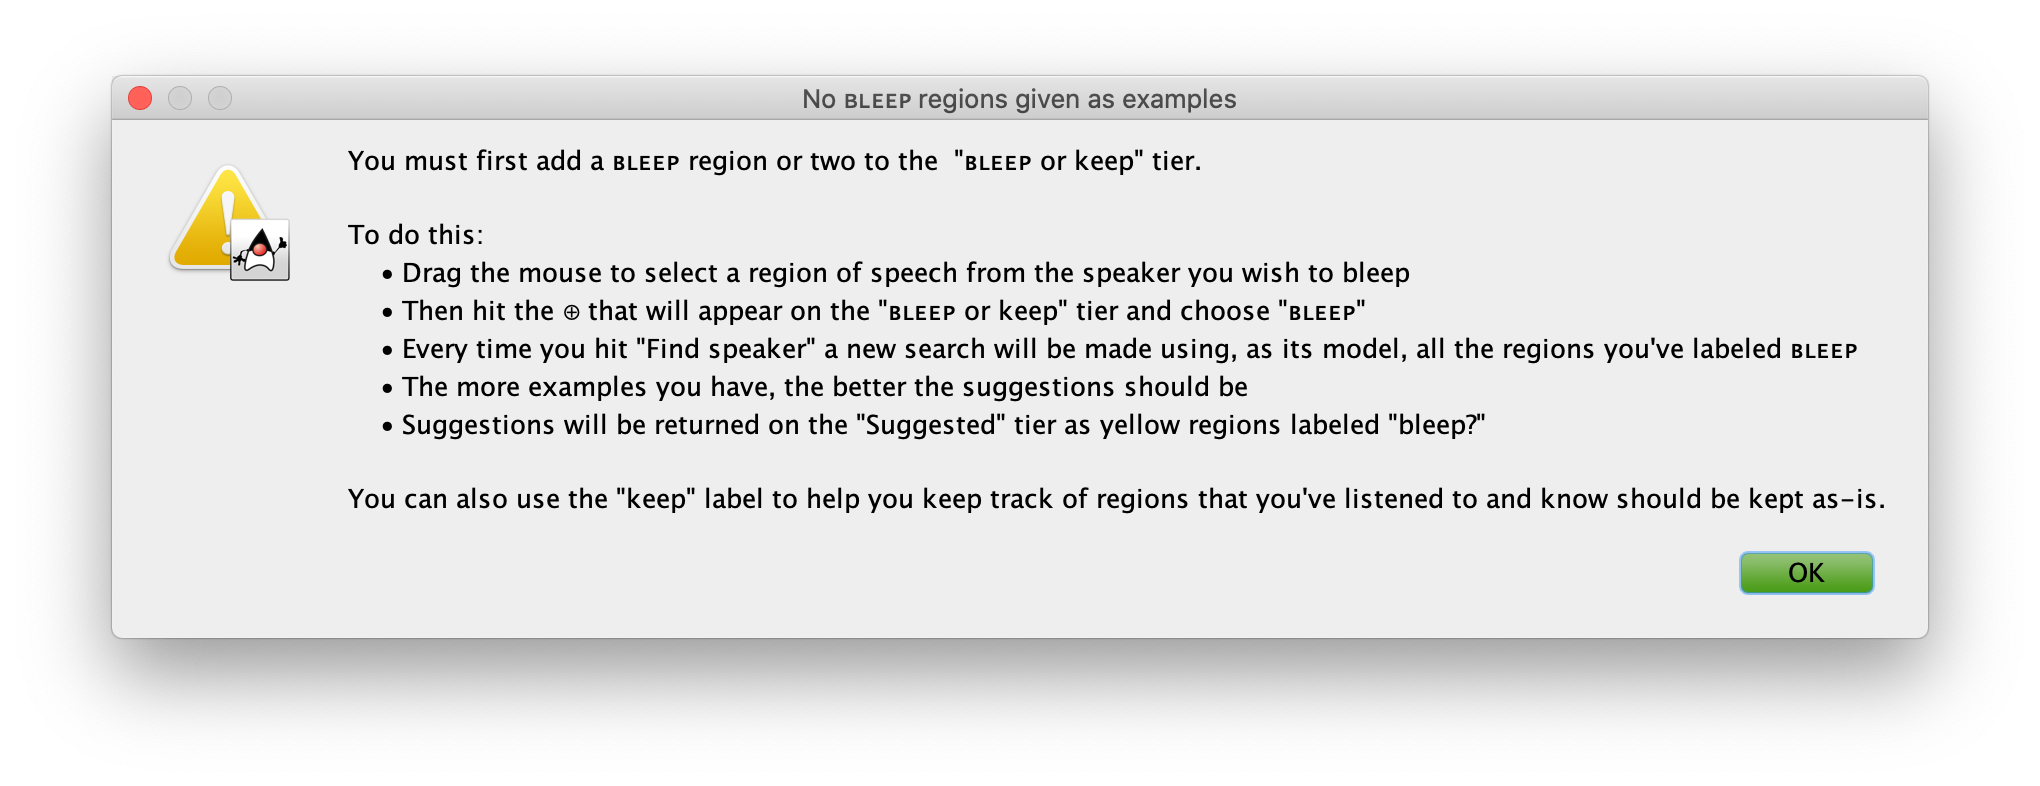 No ʙʟᴇᴇᴘ regions given as examples
You must first add a ʙʟᴇᴇᴘ region or two to the  "ʙʟᴇᴇᴘ or keep" tier.
To do this:
• Drag the mouse to select a region of speech from the speaker you wish to bleep
• Then hit the ⊕ that will appear on the "ʙʟᴇᴇᴘ or keep" tier and choose "ʙʟᴇᴇᴘ"
• Every time you hit "Find speaker" a new search will be made using, as its model, all the regions you've labeled ʙʟᴇᴇᴘ
• The more examples you have, the better the suggestions should be
• Suggestions will be returned on the "Suggested" tier as yellow regions labeled "bleep?"
You can also use the "keep" label to help you keep track of regions that you've listened to and know should be kept as-is.
OK